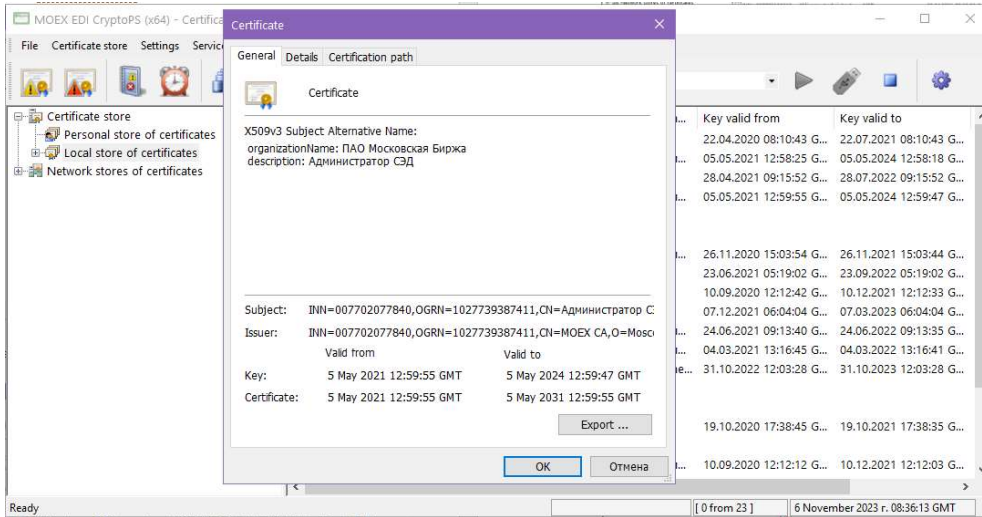 MOEX EDI CryptoPS (x64) - Certifica
Certificate
File Certificate store Settings Service
General Details Certification path
Certificate
X509v3 Subject Alternative Name:
organizationName: ПАО Московская Биржа
description: Администратор СЭД
Certificate store
Personal store of certificates
Local store of certificates
Network stores of certificates
Key valid from Key valid to
22.04.2020 08:10:43 G... 22.07.2021 08:10:43 G...
05.05.2021 12:58:25 G... 05.05.2024 12:58:18 G...
28.04.2021 09:15:52 G... 28.07.2022 09:15:52 G...
05.05.2021 12:59:55 G... 05.05.2024 12:59:47 G...
26.11.2020 15:03:54 G... 26.11.2021 15:03:44 G...
23.06.2021 05:19:02 G... 23.09.2022 05:19:02 G...
10.09.2020 12:12:42 G... 10.12.2021 12:12:33 G...
07.12.2021 06:04:04 G... 07.03.2023 06:04:04 G...
24.06.2021 09:13:40 G... 24.06.2022 09:13:35 G...
04.03.2021 13:16:45 G... 04.03.2022 13:16:41 G...
31.10.2022 12:03:28 G... 31.10.2023 12:03:28 G...
19.10.2020 17:38:45 G... 19.10.2021 17:38:35 G...
10.09.2020 12:12:12 G... 10.12.2021 12:12:03 G...
Subject: INN=007702077840,OGRN=1027739387411,CN=Администратор СЭ
Issuer: INN=007702077840,OGRN=1027739387411,CN=MOEX CA,O=Mosco
Valid from Valid to
Key: 5 May 2021 12:59:55 GMT 5 May 2024 12:59:47 GMT
Certificate: 5 May 2021 12:59:55 GMT 5 May 2031 12:59:55 GMT
Export ...
OK Отмена
Ready [ 0 from 23 ] 6 November 2023 г. 08:36:13 GMT